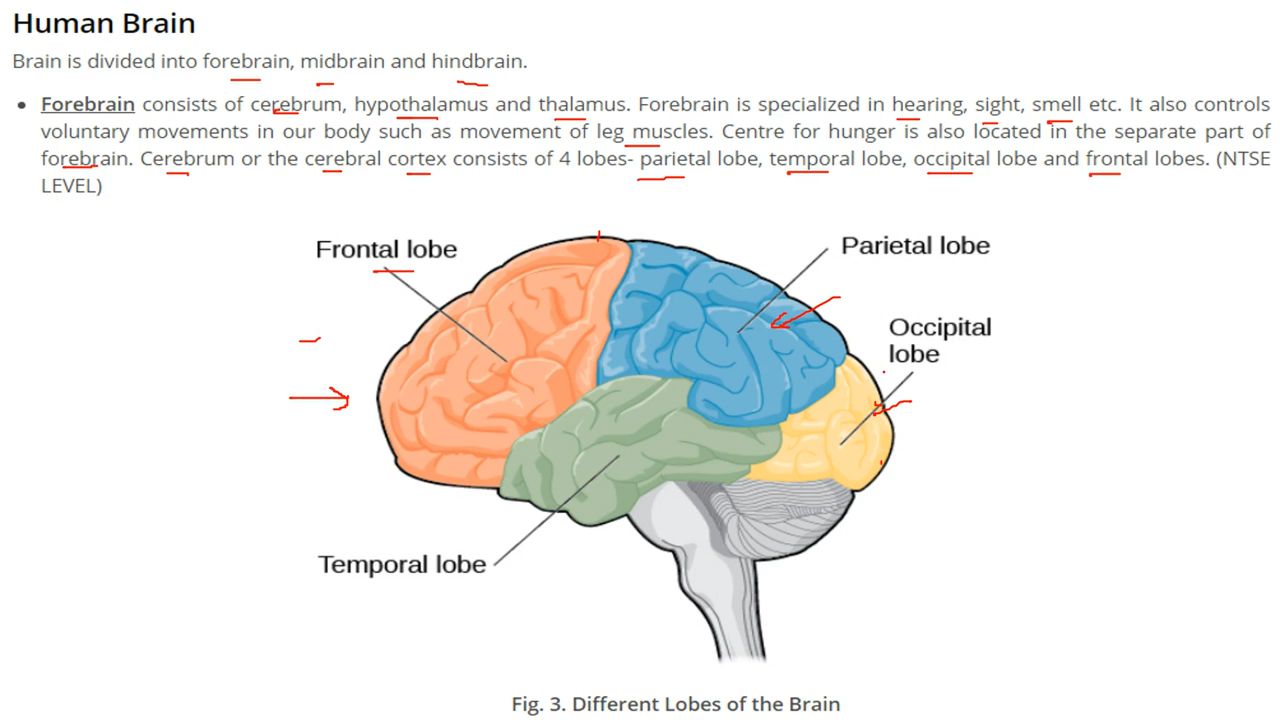 Human Brain
Brain is divided into forebrain, midbrain and hindbrain.
• Forebrain consists of cerebrum, hypothalamus and thalamus. Forebrain is specialized in hearing, sight, smell etc. It also controls
voluntary movements in our body such as movement of leg muscles. Centre for hunger is also located in the separate part of
forebrain. Cerebrum or the cerebral cortex consists of 4 lobes- parietal lobe, temporal lobe, occipital lobe and frontal lobes. (NTSE
LEVEL)
Frontal lobe
Parietal lobe
Occipital
lobe
Temporal lobe
Fig. 3. Different Lobes of the Brain